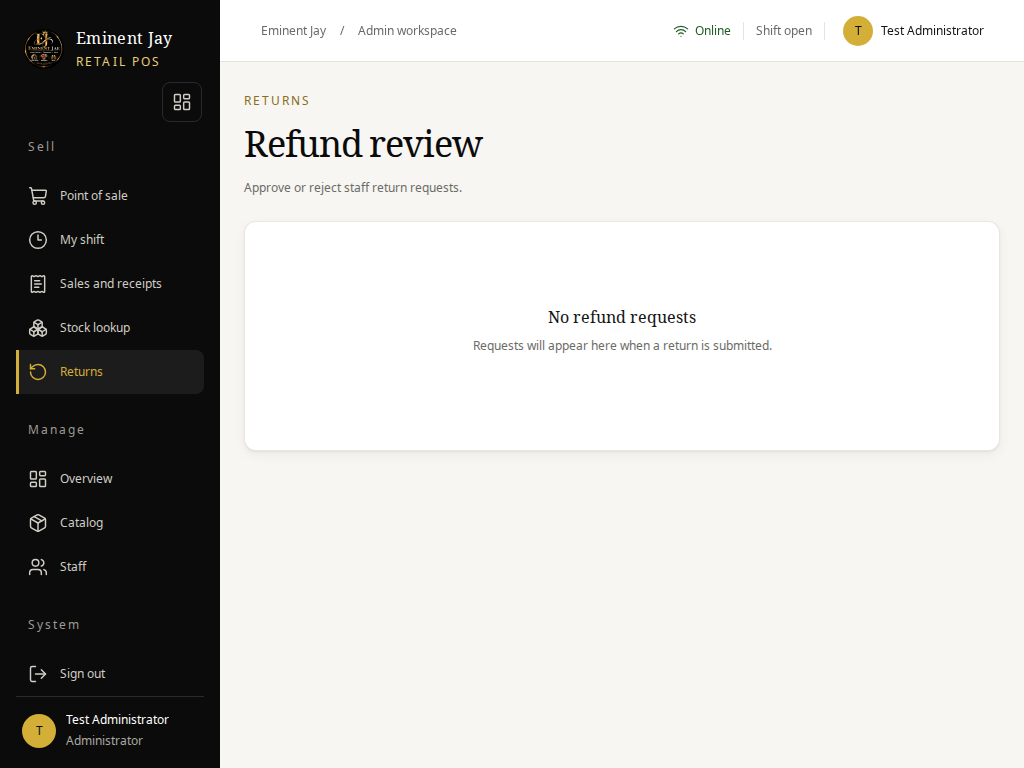 Eminent Jay
RETAIL POS
Sell
Point of sale
My shift
Sales and receipts
Stock lookup
Returns
Manage
Overview
Catalog
Staff
System
Sign out
T
Test Administrator
Administrator
Eminent Jay / Admin workspace
Online
Shift open
T
Test Administrator
RETURNS
Refund review
Approve or reject staff return requests.
No refund requests
Requests will appear here when a return is submitted.